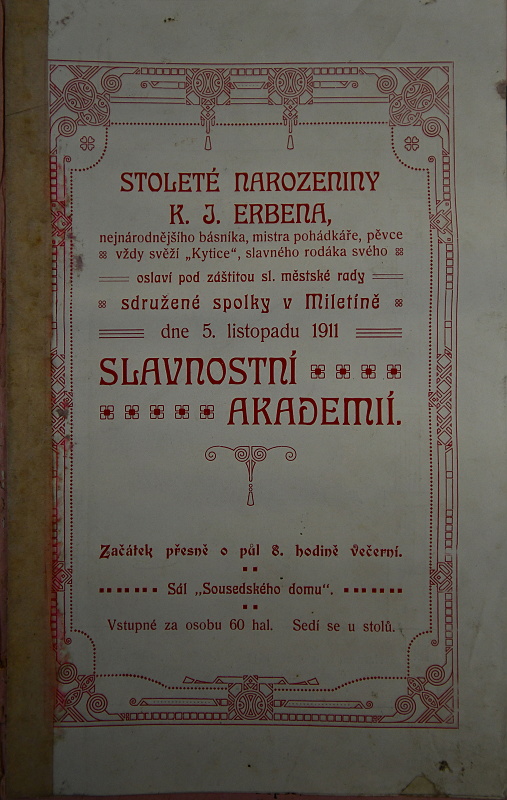 STOLETÉ NAROZENINY
K. J. ERBENA,
nejnárodnějšího básníka, mistra pohádkáře, pěvce
vždy svěží „Kytice“, slavného rodáka svého
oslaví pod záštitou sl. městské rady
sdružené spolky v Miletíně
dne 5. listopadu 1911
SLAVNOSTNÍ
AKADEMIÍ.
Začátek přesně o půl 8. hodině večerní.
Sál „Sousedského domu“.
Vstupné za osobu 60 hal. Sedí se u stolů.